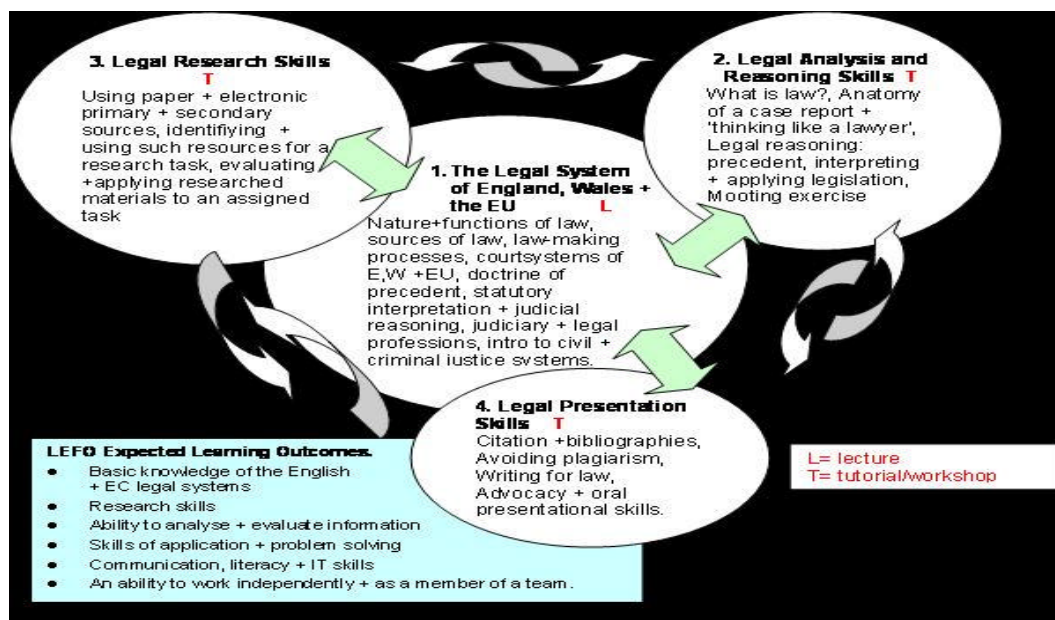 3. Legal Research Skills
T
Using paper + electronic
primary + secondary
sources, identifiying +
using such resources for a
research task, evaluating
+applying researched
materials to an assigned
task
2. Legal Analysis and
Reasoning Skills T
What is law?, Anatomy
of a case report +
'thinking like a lawyer',
Legal reasoning:
precedent, interpreting
+ applying legislation,
Mooting exercise
1. The Legal System
of England, Wales +
the EU L
Nature+functions of law,
sources of law, law-making
processes, courtsystems of
E,W +EU, doctrine of
precedent, statutory
interpretation + judicial
reasoning, judiciary + legal
professions, intro to civil +
criminal justice systems.
4. Legal Presentation
Skills T
Citation +bibliographies,
Avoiding plagiarism,
Writing for law,
Advocacy + oral
presentational skills.
LEFO Expected Learning Outcomes.
● Basic knowledge of the English
+ EC legal systems
● Research skills
● Ability to analyse + evaluate information
● Skills of application + problem solving
● Communication, literacy + IT skills
● An ability to work independently + as a member of a team.
L= lecture
T= tutorial/workshop